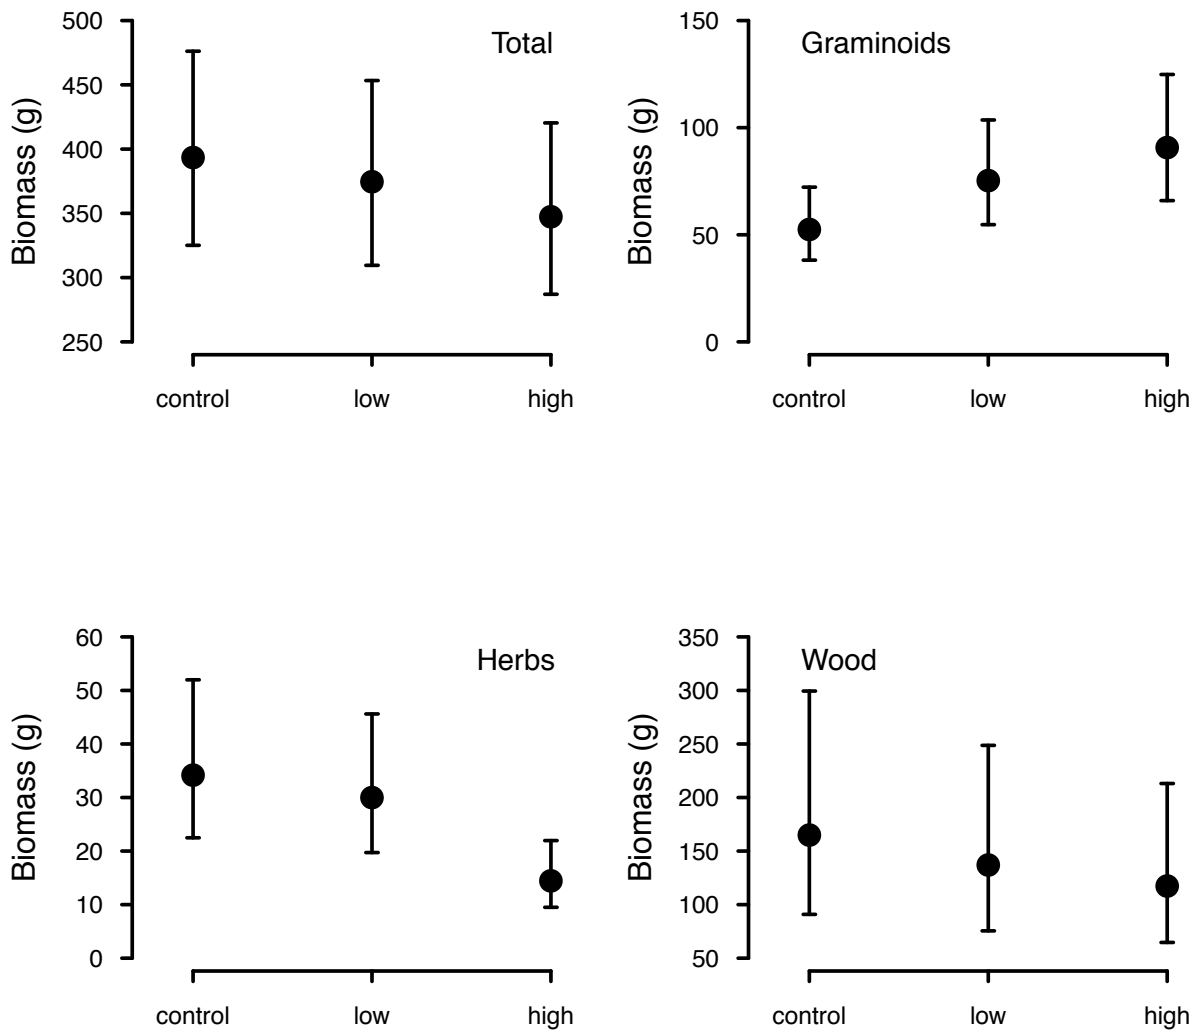 Total
Biomass (g)
500
450
400
350
300
250
control low high
Graminoids
Biomass (g)
150
100
50
0
control low high
Herbs
Biomass (g)
60
50
40
30
20
10
0
control low high
Wood
Biomass (g)
350
300
250
200
150
100
50
control low high